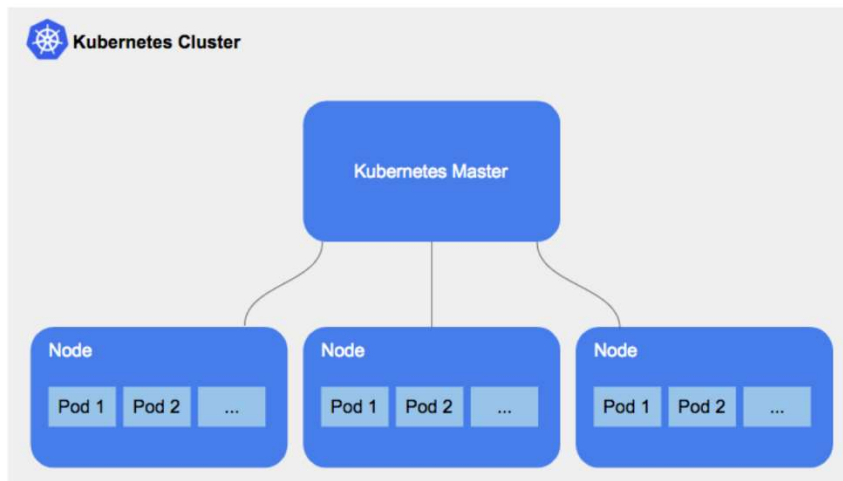 Kubernetes Cluster
Kubernetes Master
Node
Pod 1 Pod 2 ...
Node
Pod 1 Pod 2 ...
Node
Pod 1 Pod 2 ...